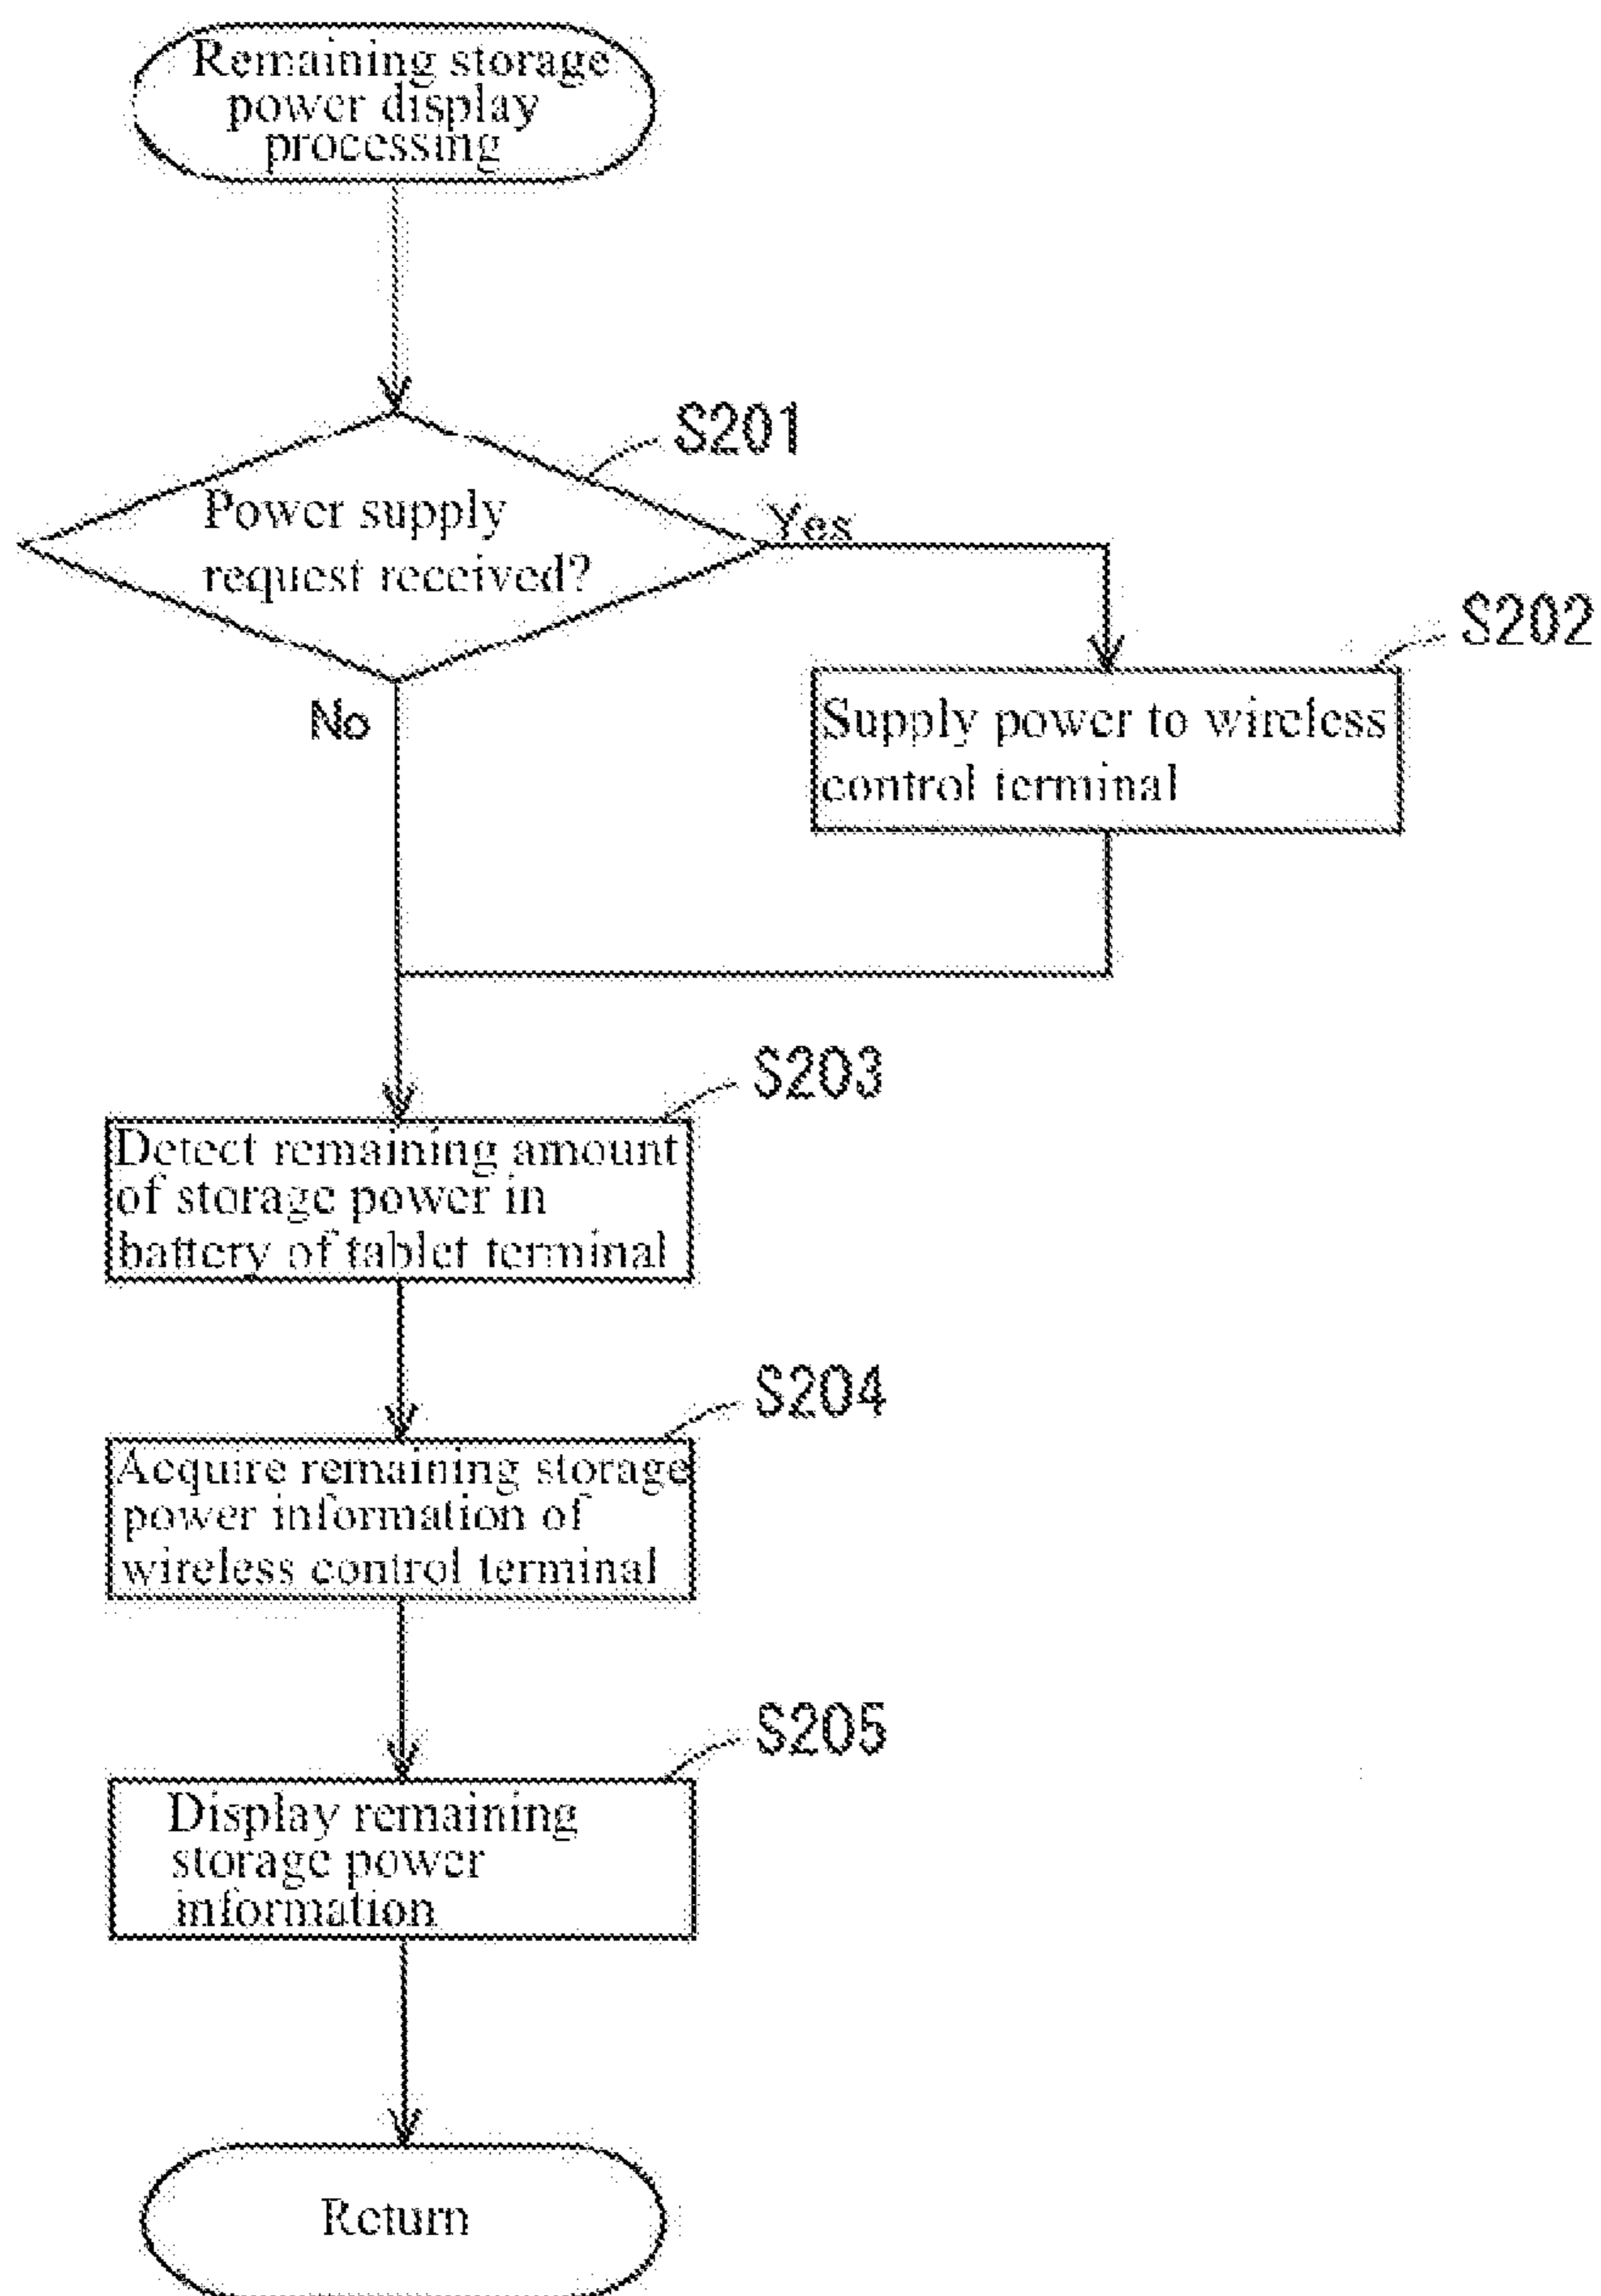 Remaining storage
power display
processing
S201
Power supply
request received?
Yes
No
S202
Supply power to wireless
control terminal
S203
Detect remaining amount
of storage power in
battery of tablet terminal
S204
Acquire remaining storage
power information of
wireless control terminal
S205
Display remaining
storage power
information
Return